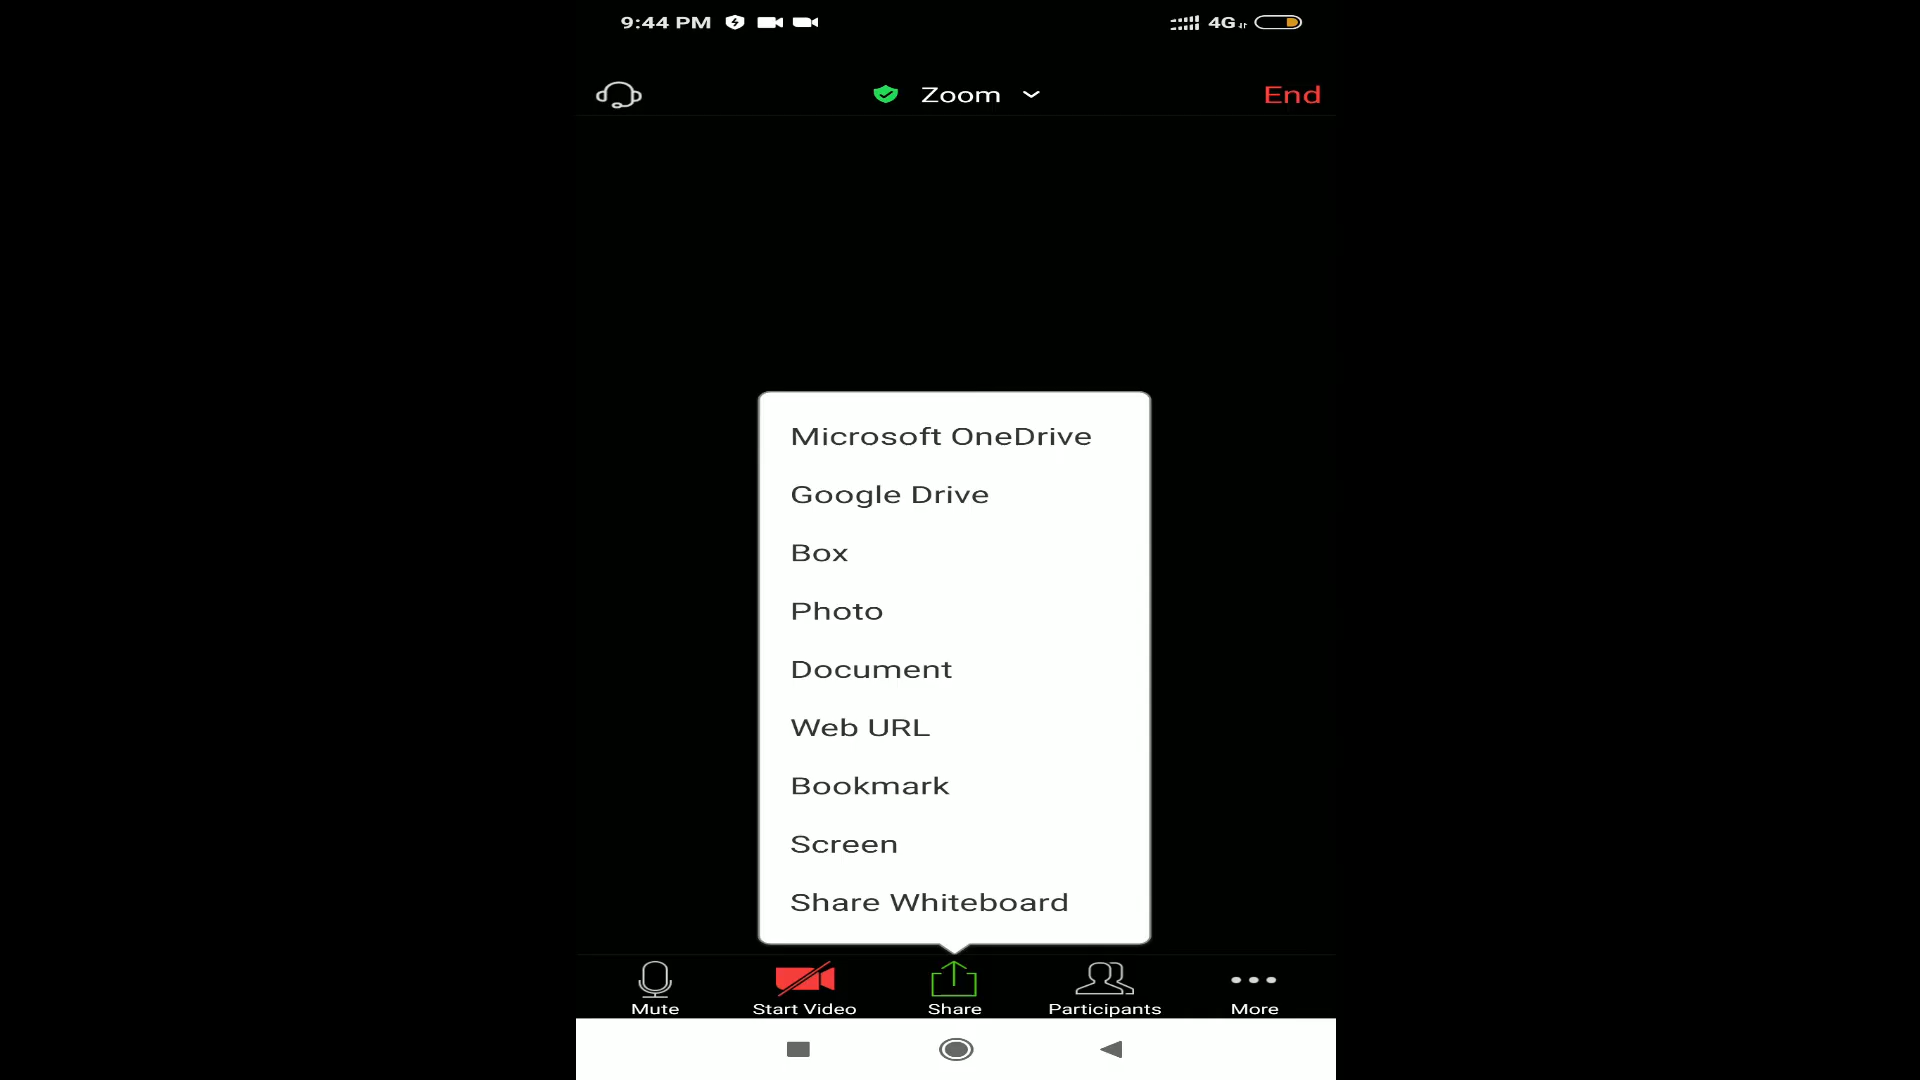 9:44 PM 4G
Zoom End
Microsoft OneDrive
Google Drive
Box
Photo
Document
Web URL
Bookmark
Screen
Share Whiteboard
Mute Start Video Share Participants More